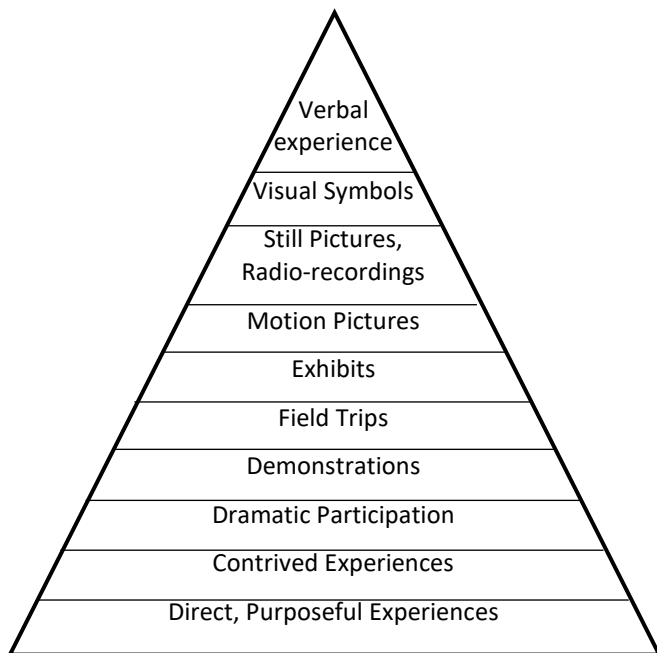 Verbal
experience
Visual Symbols
Still Pictures,
Radio-recordings
Motion Pictures
Exhibits
Field Trips
Demonstrations
Dramatic Participation
Contrived Experiences
Direct, Purposeful Experiences